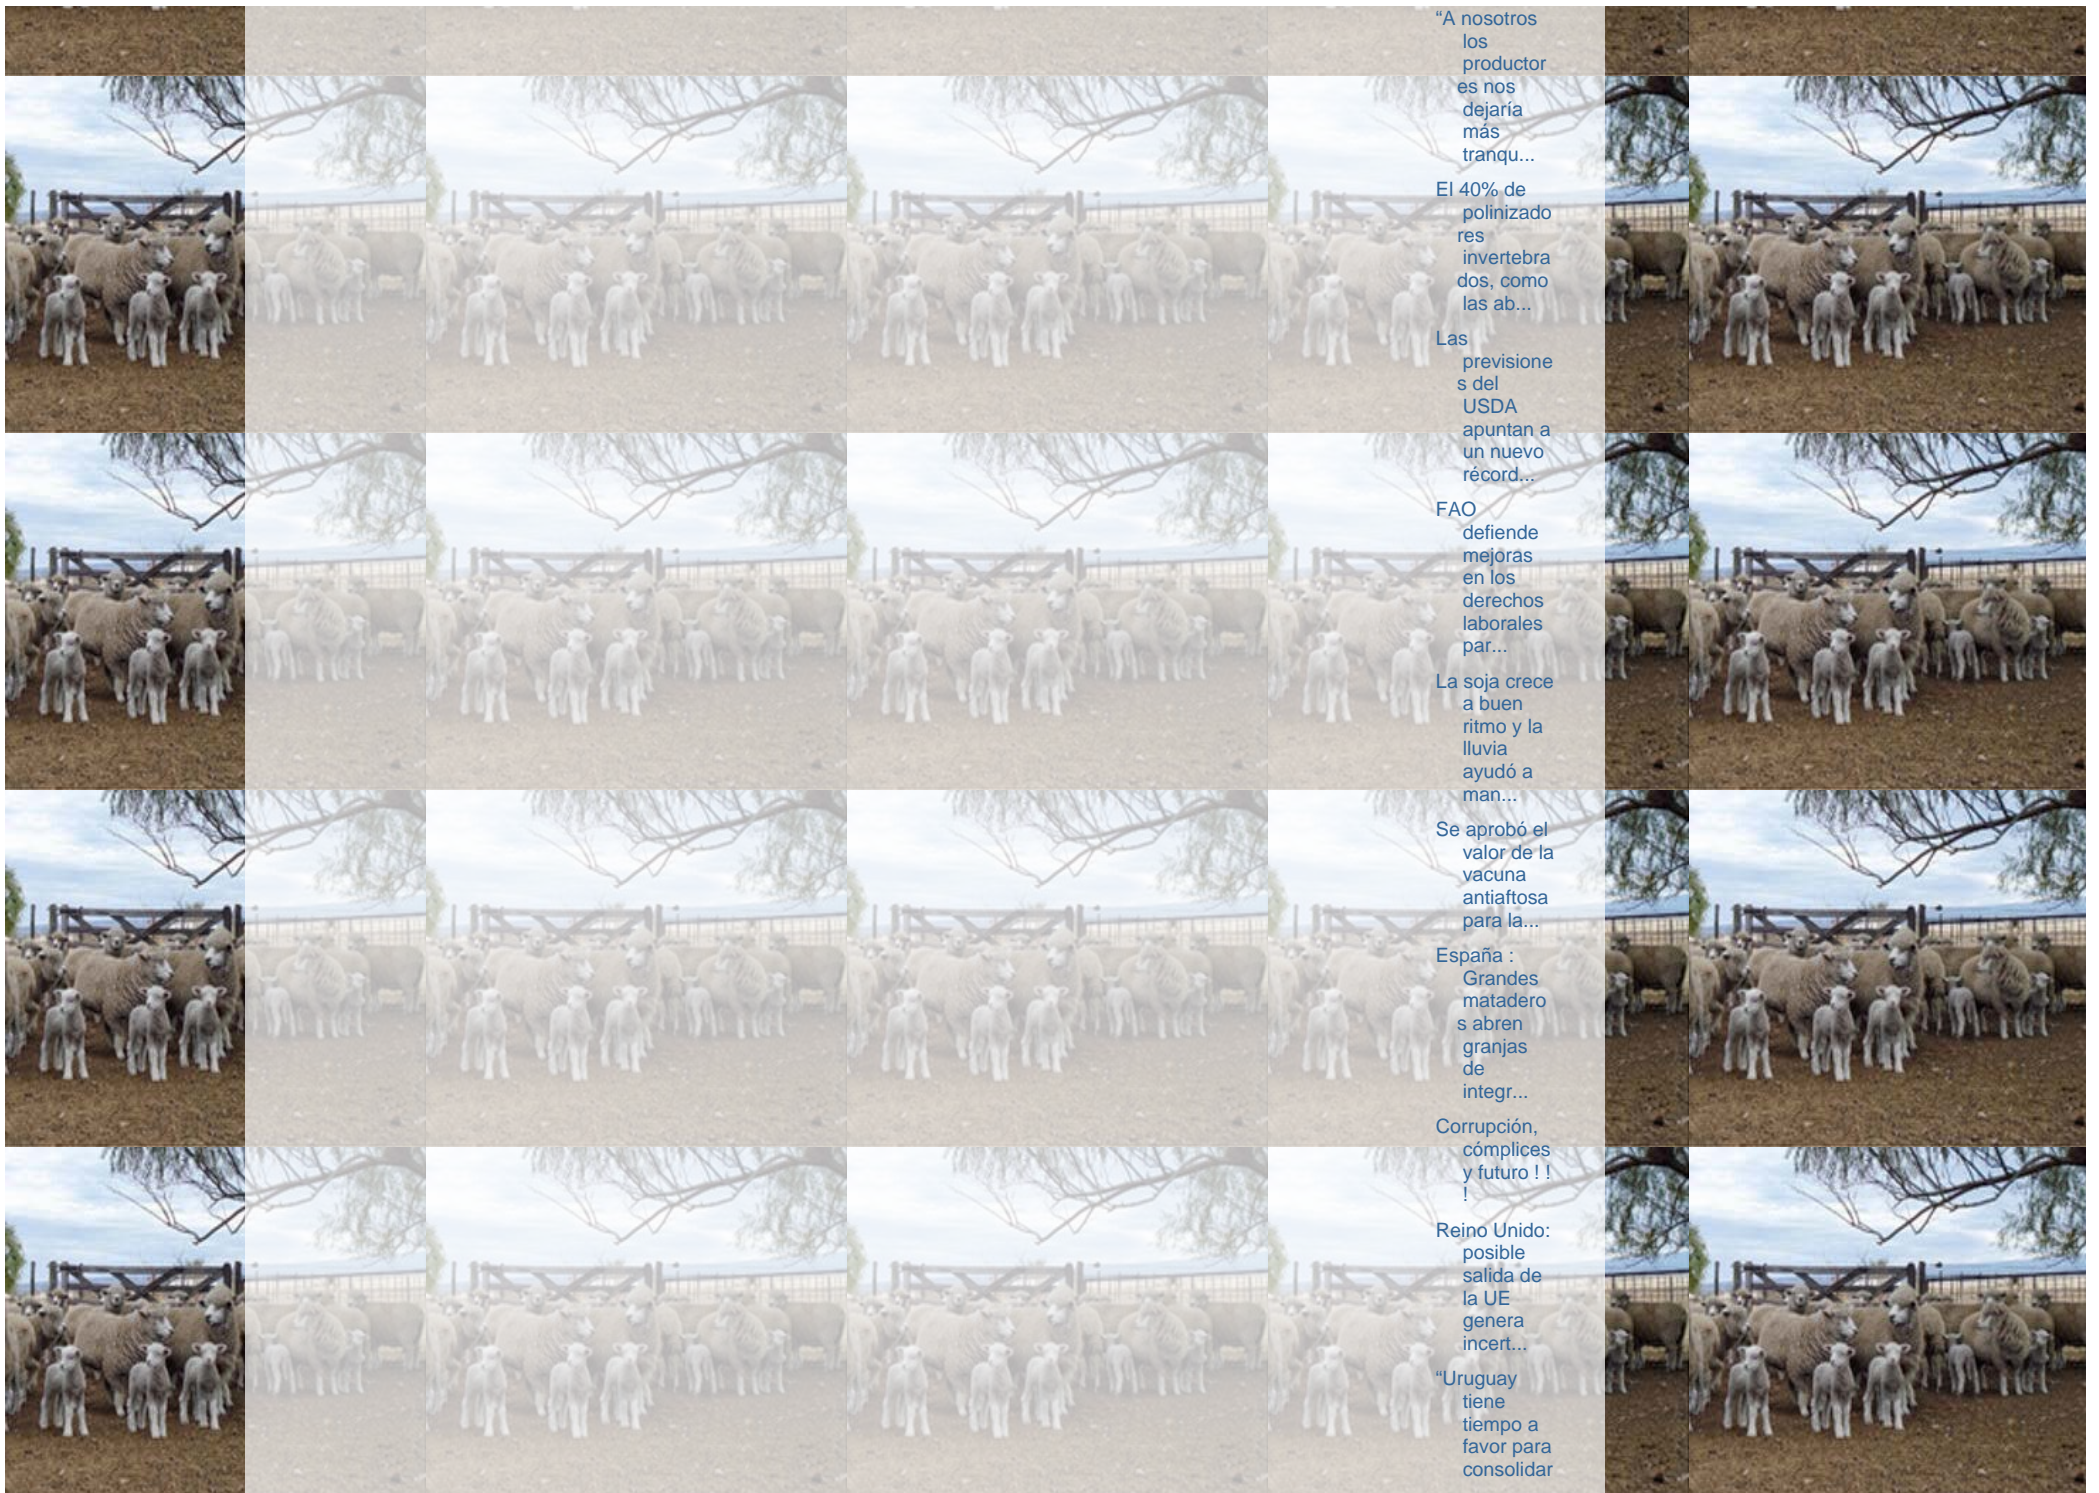 “A nosotros
los
productor
es nos
dejaría
más
tranqu...
El 40% de
polinizado
res
invertebra
dos, como
las ab...
Las
previsione
s del
USDA
apuntan a
un nuevo
récord...
FAO
defiende
mejoras
en los
derechos
laborales
par...
La soja crece
a buen
ritmo y la
lluvia
ayudó a
man...
Se aprobó el
valor de la
vacuna
antiaftosa
para la...
España :
Grandes
matadero
s abren
granjas
de
integr...
Corrupción,
cómplices
y futuro ! !
!
Reino Unido:
posible
salida de
la UE
genera
incert...
“Uruguay
tiene
tiempo a
favor para
consolidar